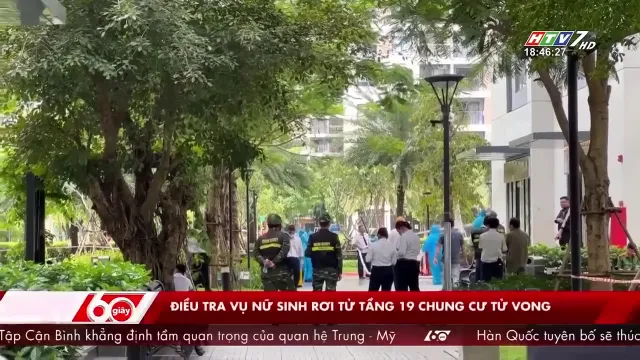 HTV7 HD
18:46:27
60 giây
ĐIỀU TRA VỤ NỮ SINH RƠI TỪ TẦNG 19 CHUNG CƯ TỬ VONG
Tập Cận Bình khẳng định tầm quan trọng của quan hệ Trung - Mỹ 60 giây Hàn Quốc tuyên bố sẽ thúc